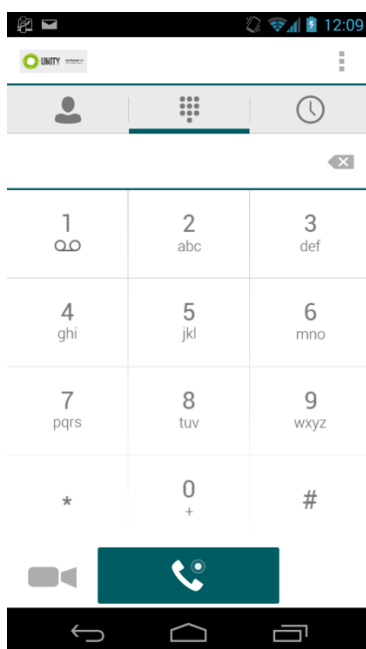 12:09
UNITY
1 2 3
abc def
4 5 6
ghi jkl mno
7 8 9
pqrs tuv wxyz
* 0 #
+